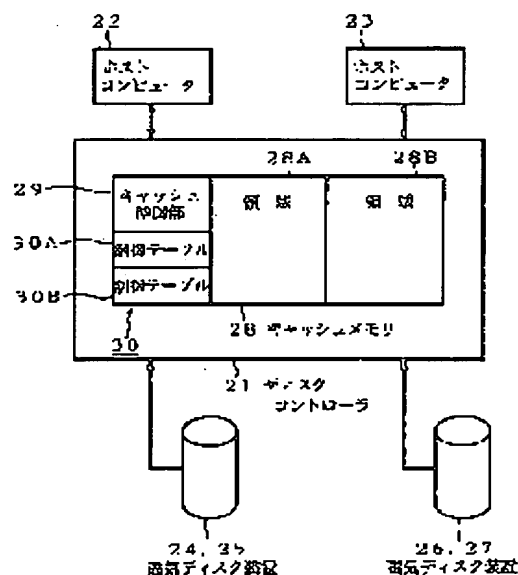 22
23
ホスト
コンピュータ
ホスト
コンピュータ
28A
28B
29
キャッシュ
制御部
領域
領域
30A
制御テーブル
30B
制御テーブル
28 キャッシュメモリ
30
21 ディスク
コントローラ
24, 25
磁気ディスク装置
26, 27
磁気ディスク装置